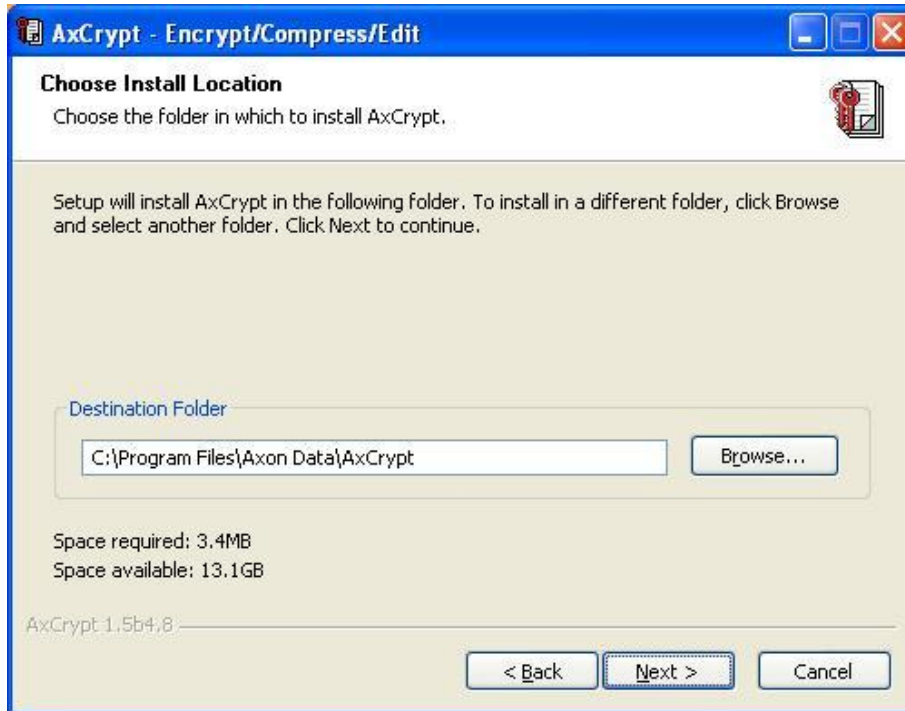 AxCrypt - Encrypt/Compress/Edit
Choose Install Location
Choose the folder in which to install AxCrypt.
Setup will install AxCrypt in the following folder. To install in a different folder, click Browse
and select another folder. Click Next to continue.
Destination Folder
C:\Program Files\Axon Data\AxCrypt
Browse...
Space required: 3.4MB
Space available: 13.1GB
AxCrypt 1.5b4.8
< Back
Next >
Cancel